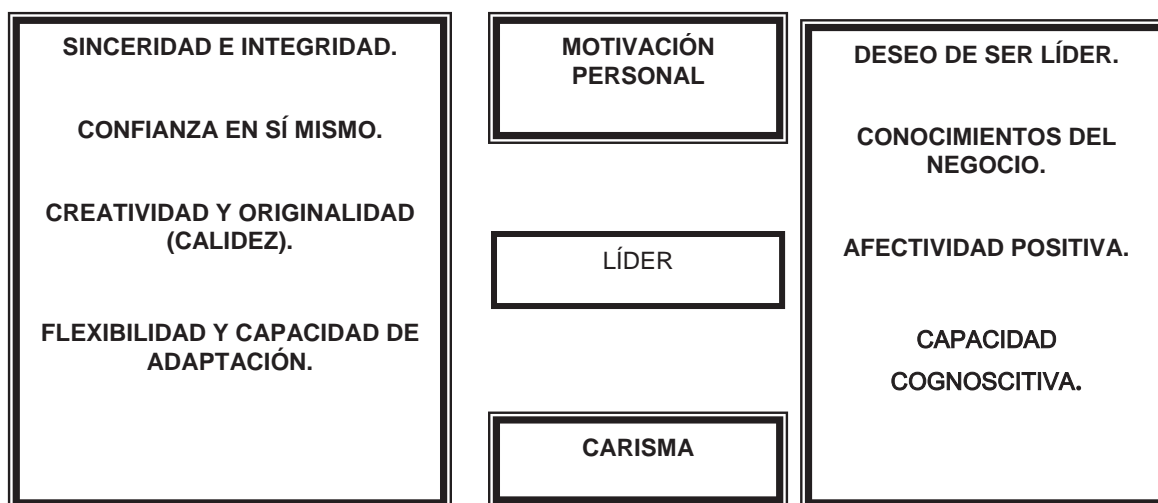 SINCERIDAD E INTEGRIDAD.
CONFIANZA EN SÍ MISMO.
CREATIVIDAD Y ORIGINALIDAD
(CALIDEZ).
FLEXIBILIDAD Y CAPACIDAD DE
ADAPTACIÓN.
MOTIVACIÓN
PERSONAL
LÍDER
CARISMA
DESEO DE SER LÍDER.
CONOCIMIENTOS DEL
NEGOCIO.
AFECTIVIDAD POSITIVA.
CAPACIDAD
COGNOSCITIVA.